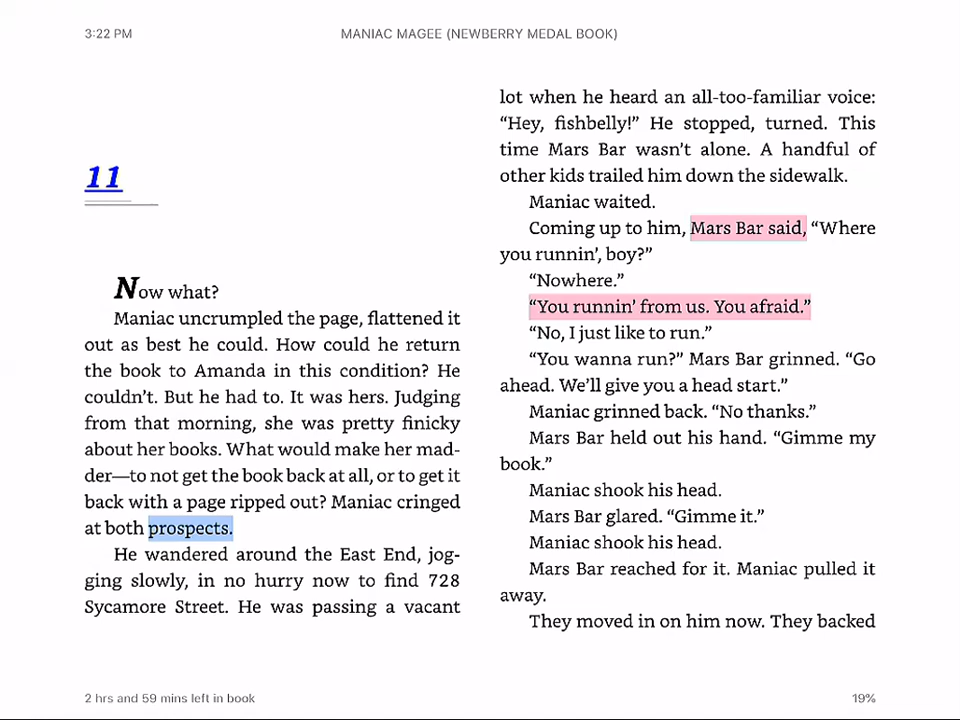 3:22 PM
MANIAC MAGEE (NEWBERRY MEDAL BOOK)
11
Now what?
Maniac uncrumpled the page, flattened it
out as best he could. How could he return
the book to Amanda in this condition? He
couldn’t. But he had to. It was hers. Judging
from that morning, she was pretty finicky
about her books. What would make her mad-
der—to not get the book back at all, or to get it
back with a page ripped out? Maniac cringed
at both prospects.
He wandered around the East End, jog-
ging slowly, in no hurry now to find 728
Sycamore Street. He was passing a vacant
lot when he heard an all-too-familiar voice:
“Hey, fishbelly!” He stopped, turned. This
time Mars Bar wasn’t alone. A handful of
other kids trailed him down the sidewalk.
Maniac waited.
Coming up to him, Mars Bar said, “Where
you runnin’, boy?”
“Nowhere.”
“You runnin’ from us. You afraid.”
“No, I just like to run.”
“You wanna run?” Mars Bar grinned. “Go
ahead. We’ll give you a head start.”
Maniac grinned back. “No thanks.”
Mars Bar held out his hand. “Gimme my
book.”
Maniac shook his head.
Mars Bar glared. “Gimme it.”
Maniac shook his head.
Mars Bar reached for it. Maniac pulled it
away.
They moved in on him now. They backed
2 hrs and 59 mins left in book
19%